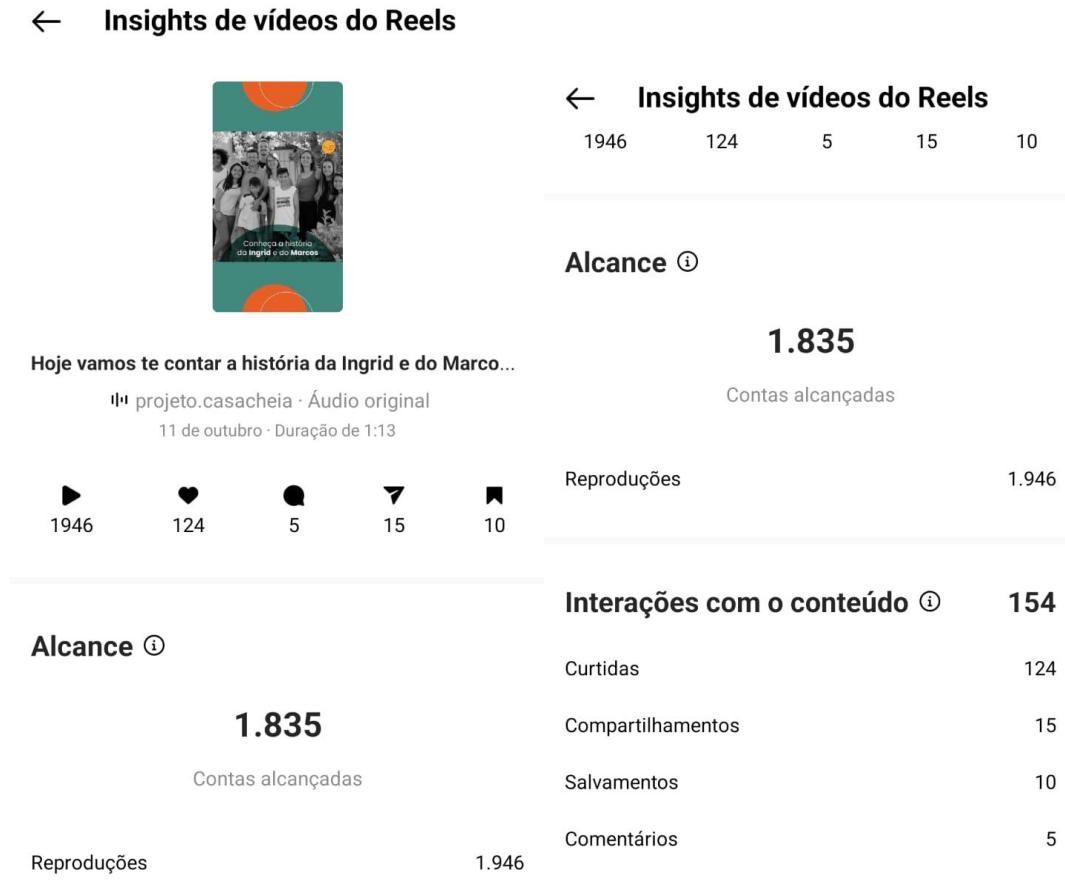 Insights de vídeos do Reels
Conheça a história
da Ingrid e do Marcos
Hoje vamos te contar a história da Ingrid e do Marco...
projeto.casacheia · Áudio original
11 de outubro · Duração de 1:13
1946 124 5 15 10
Alcance
1.835
Contas alcançadas
Reproduções 1.946
Insights de vídeos do Reels
1946 124 5 15 10
Alcance
1.835
Contas alcançadas
Reproduções 1.946
Interações com o conteúdo 154
Curtidas 124
Compartilhamentos 15
Salvamentos 10
Comentários 5